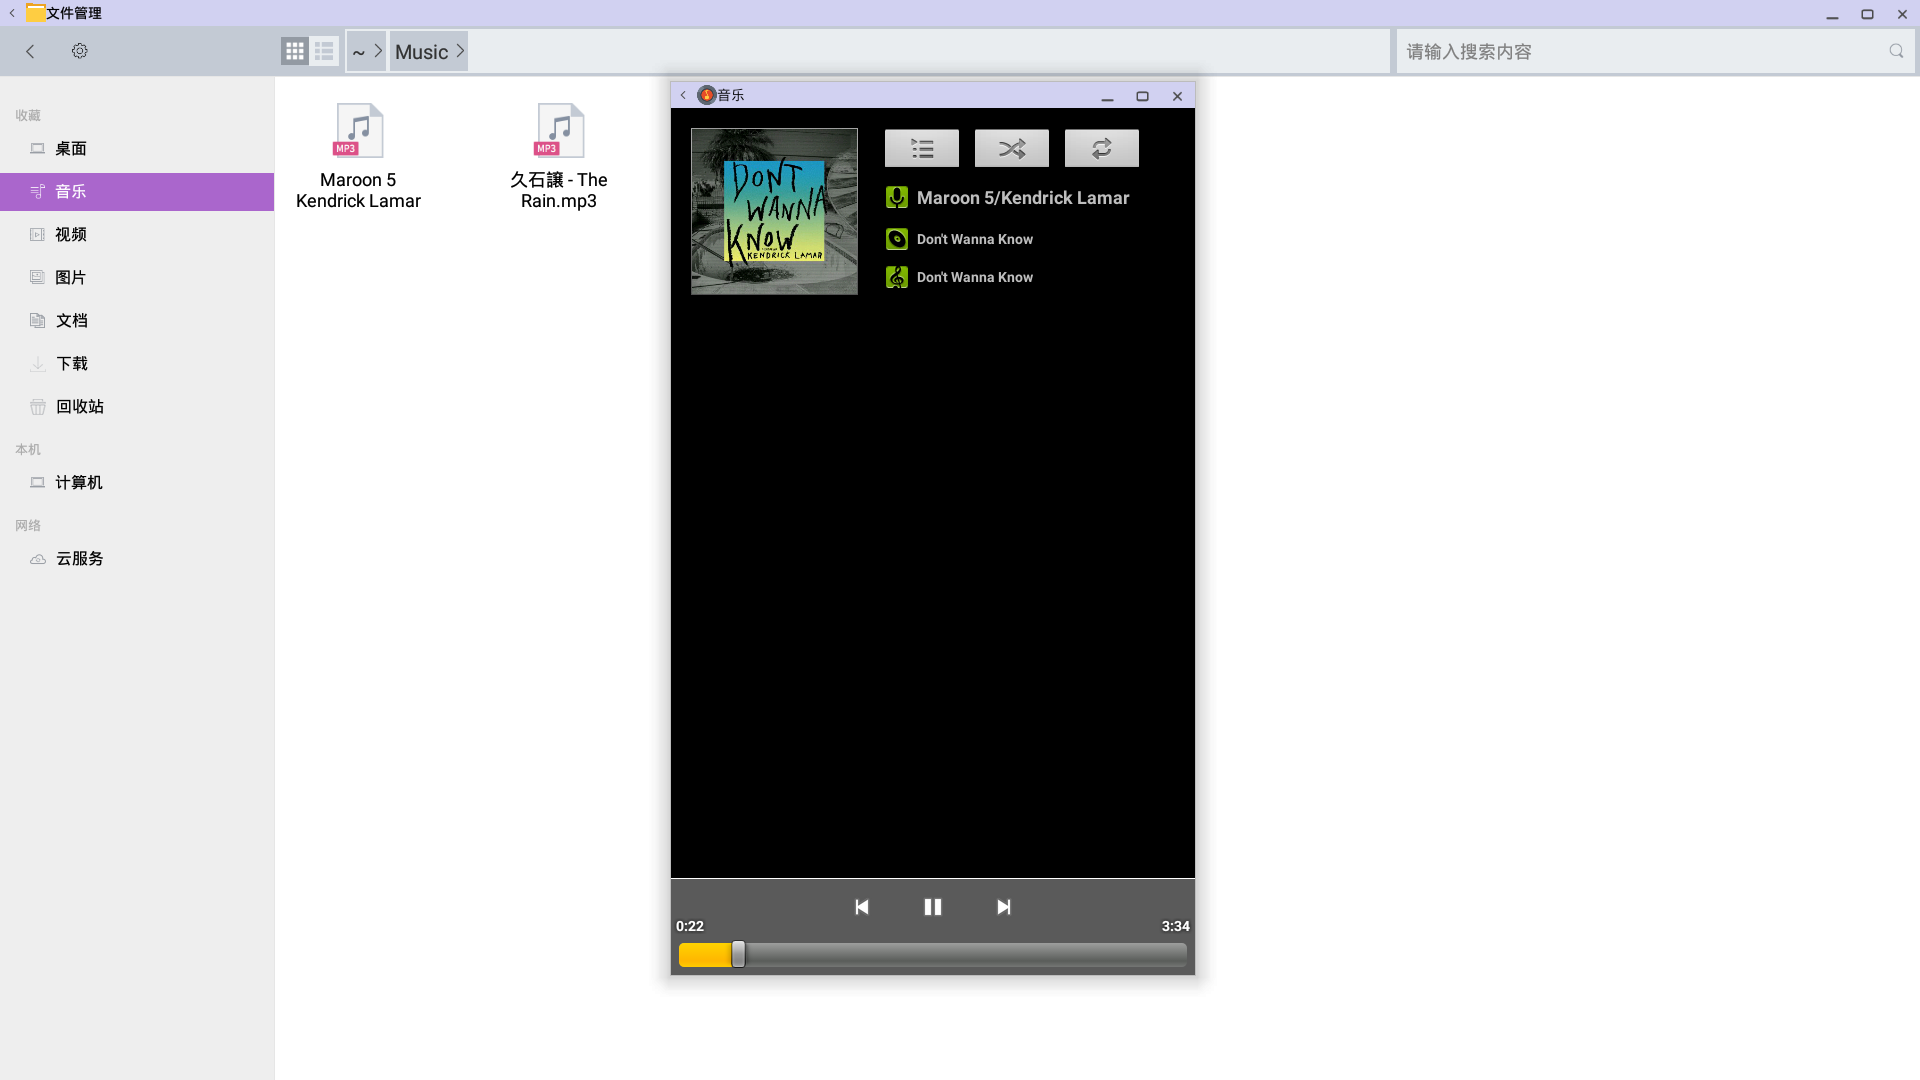 文件管理
~
Music
请输入搜索内容
收藏
桌面
音乐
视频
图片
文档
下载
回收站
本机
计算机
网络
云服务
MP3
Maroon 5
Kendrick Lamar
MP3
久石譲 - The
Rain.mp3
音乐
DON'T
WANNA
KNOW
KENDRICK LAMAR
Maroon 5/Kendrick Lamar
Don't Wanna Know
Don't Wanna Know
0:22
3:34